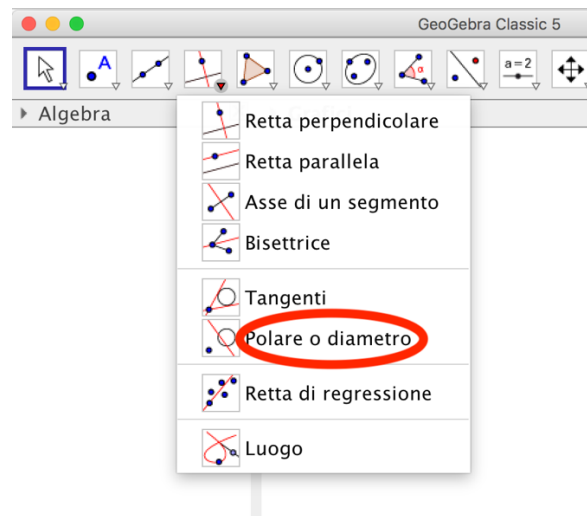 GeoGebra Classic 5
A
α
a=2
Algebra
Retta perpendicolare
Retta parallela
Asse di un segmento
Bisettrice
Tangenti
Polare o diametro
Retta di regressione
Luogo